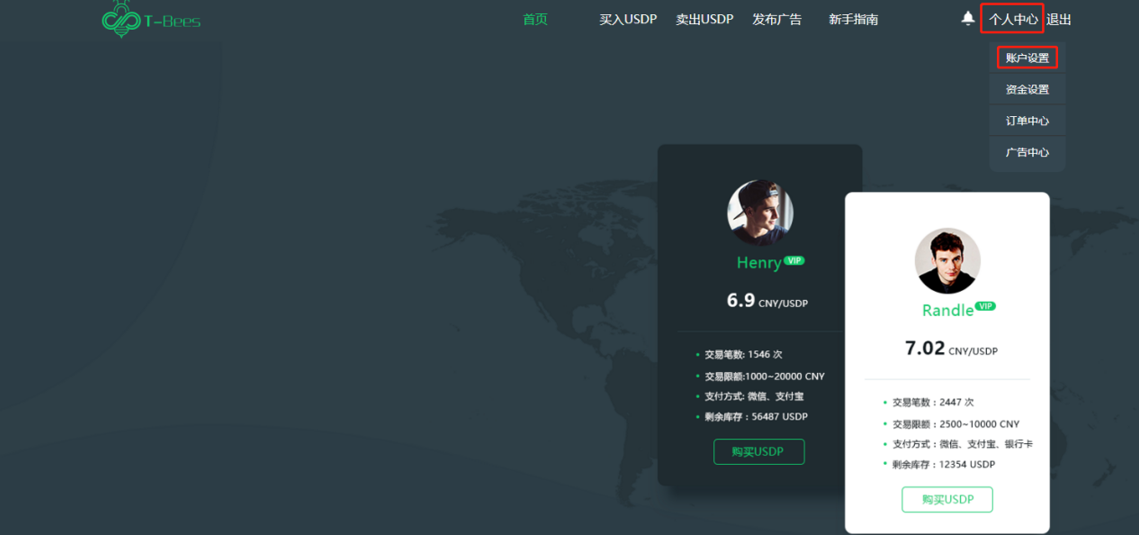 T-Bees
首页 买入USDP 卖出USDP 发布广告 新手指南 个人中心 退出
账户设置
资金设置
订单中心
广告中心
Henry VIP
6.9 CNY/USDP
• 交易笔数: 1546 次
• 交易限额:1000~20000 CNY
• 支付方式: 微信、支付宝
• 剩余库存：56487 USDP
购买USDP
Randle VIP
7.02 CNY/USDP
• 交易笔数：2447 次
• 交易限额：2500~10000 CNY
• 支付方式：微信、支付宝、银行卡
• 剩余库存：12354 USDP
购买USDP